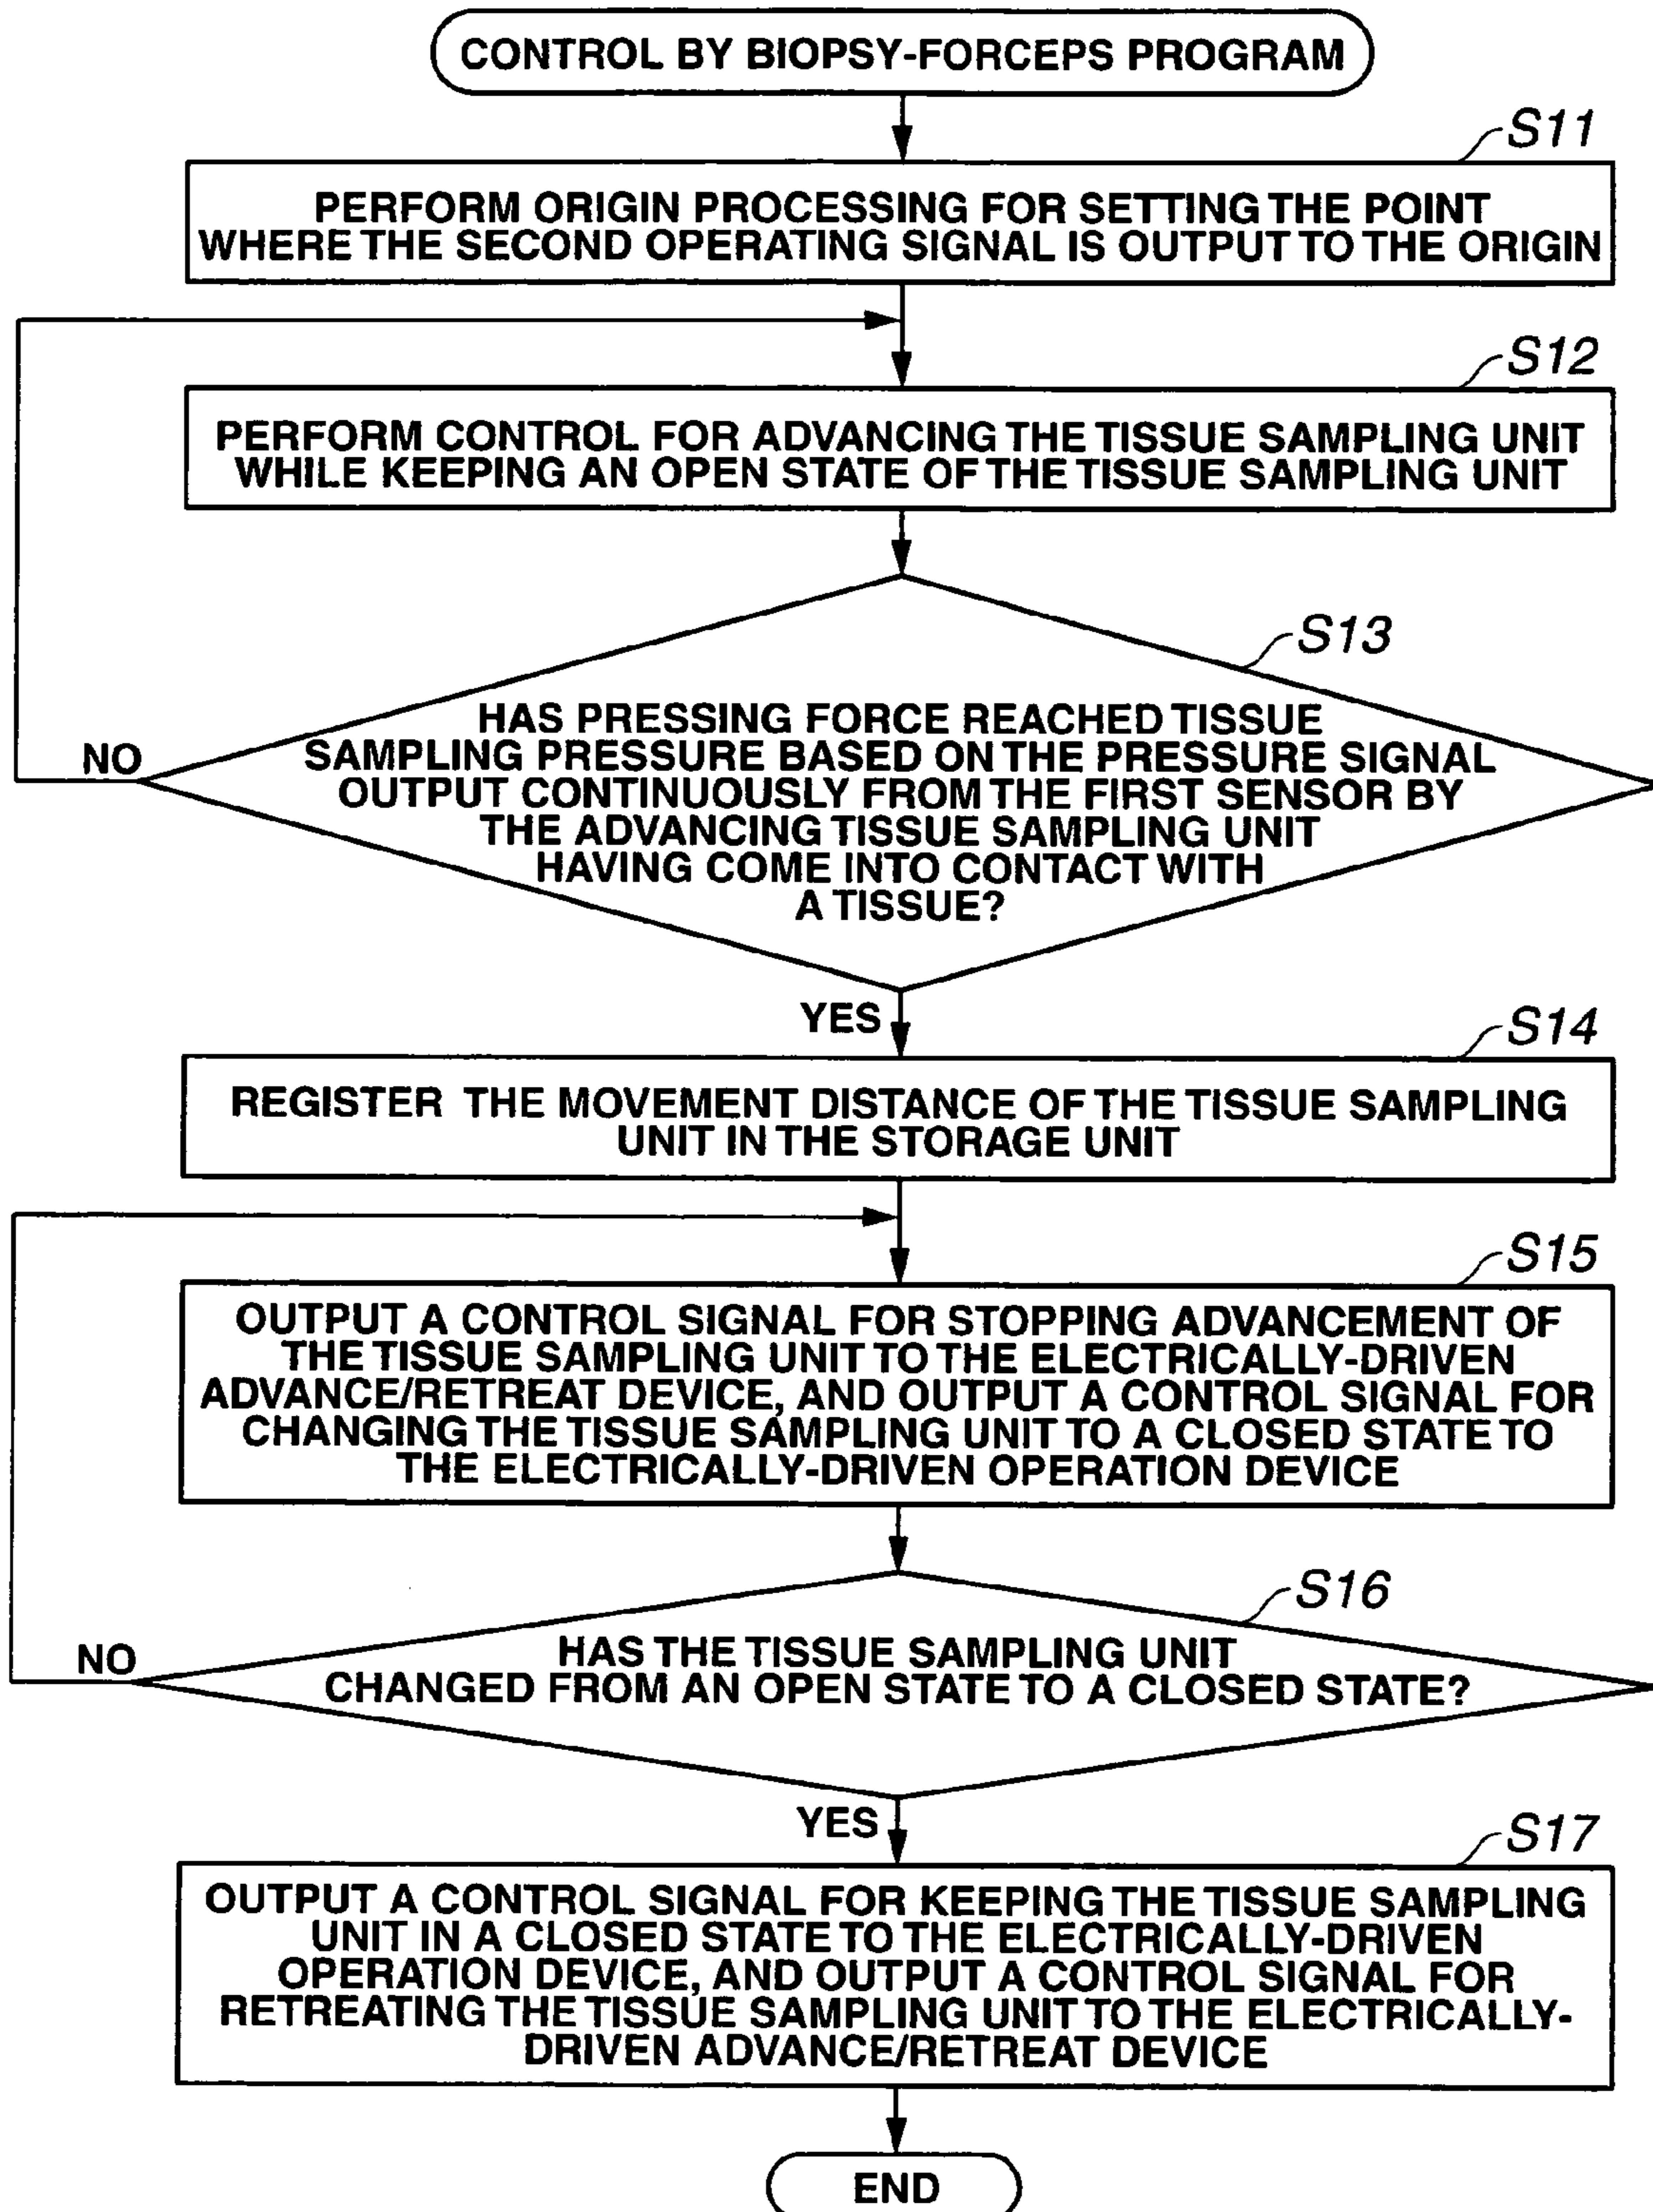 CONTROL BY BIOPSY-FORCEPS PROGRAM
S11
PERFORM ORIGIN PROCESSING FOR SETTING THE POINT
WHERE THE SECOND OPERATING SIGNAL IS OUTPUT TO THE ORIGIN
S12
PERFORM CONTROL FOR ADVANCING THE TISSUE SAMPLING UNIT
WHILE KEEPING AN OPEN STATE OF THE TISSUE SAMPLING UNIT
S13
HAS PRESSING FORCE REACHED TISSUE
SAMPLING PRESSURE BASED ON THE PRESSURE SIGNAL
OUTPUT CONTINUOUSLY FROM THE FIRST SENSOR BY
THE ADVANCING TISSUE SAMPLING UNIT
HAVING COME INTO CONTACT WITH
A TISSUE?
NO
YES
S14
REGISTER THE MOVEMENT DISTANCE OF THE TISSUE SAMPLING
UNIT IN THE STORAGE UNIT
S15
OUTPUT A CONTROL SIGNAL FOR STOPPING ADVANCEMENT OF
THE TISSUE SAMPLING UNIT TO THE ELECTRICALLY-DRIVEN
ADVANCE/RETREAT DEVICE, AND OUTPUT A CONTROL SIGNAL FOR
CHANGING THE TISSUE SAMPLING UNIT TO A CLOSED STATE TO
THE ELECTRICALLY-DRIVEN OPERATION DEVICE
S16
HAS THE TISSUE SAMPLING UNIT
CHANGED FROM AN OPEN STATE TO A CLOSED STATE?
NO
YES
S17
OUTPUT A CONTROL SIGNAL FOR KEEPING THE TISSUE SAMPLING
UNIT IN A CLOSED STATE TO THE ELECTRICALLY-DRIVEN
OPERATION DEVICE, AND OUTPUT A CONTROL SIGNAL FOR
RETREATING THE TISSUE SAMPLING UNIT TO THE ELECTRICALLY-
DRIVEN ADVANCE/RETREAT DEVICE
END